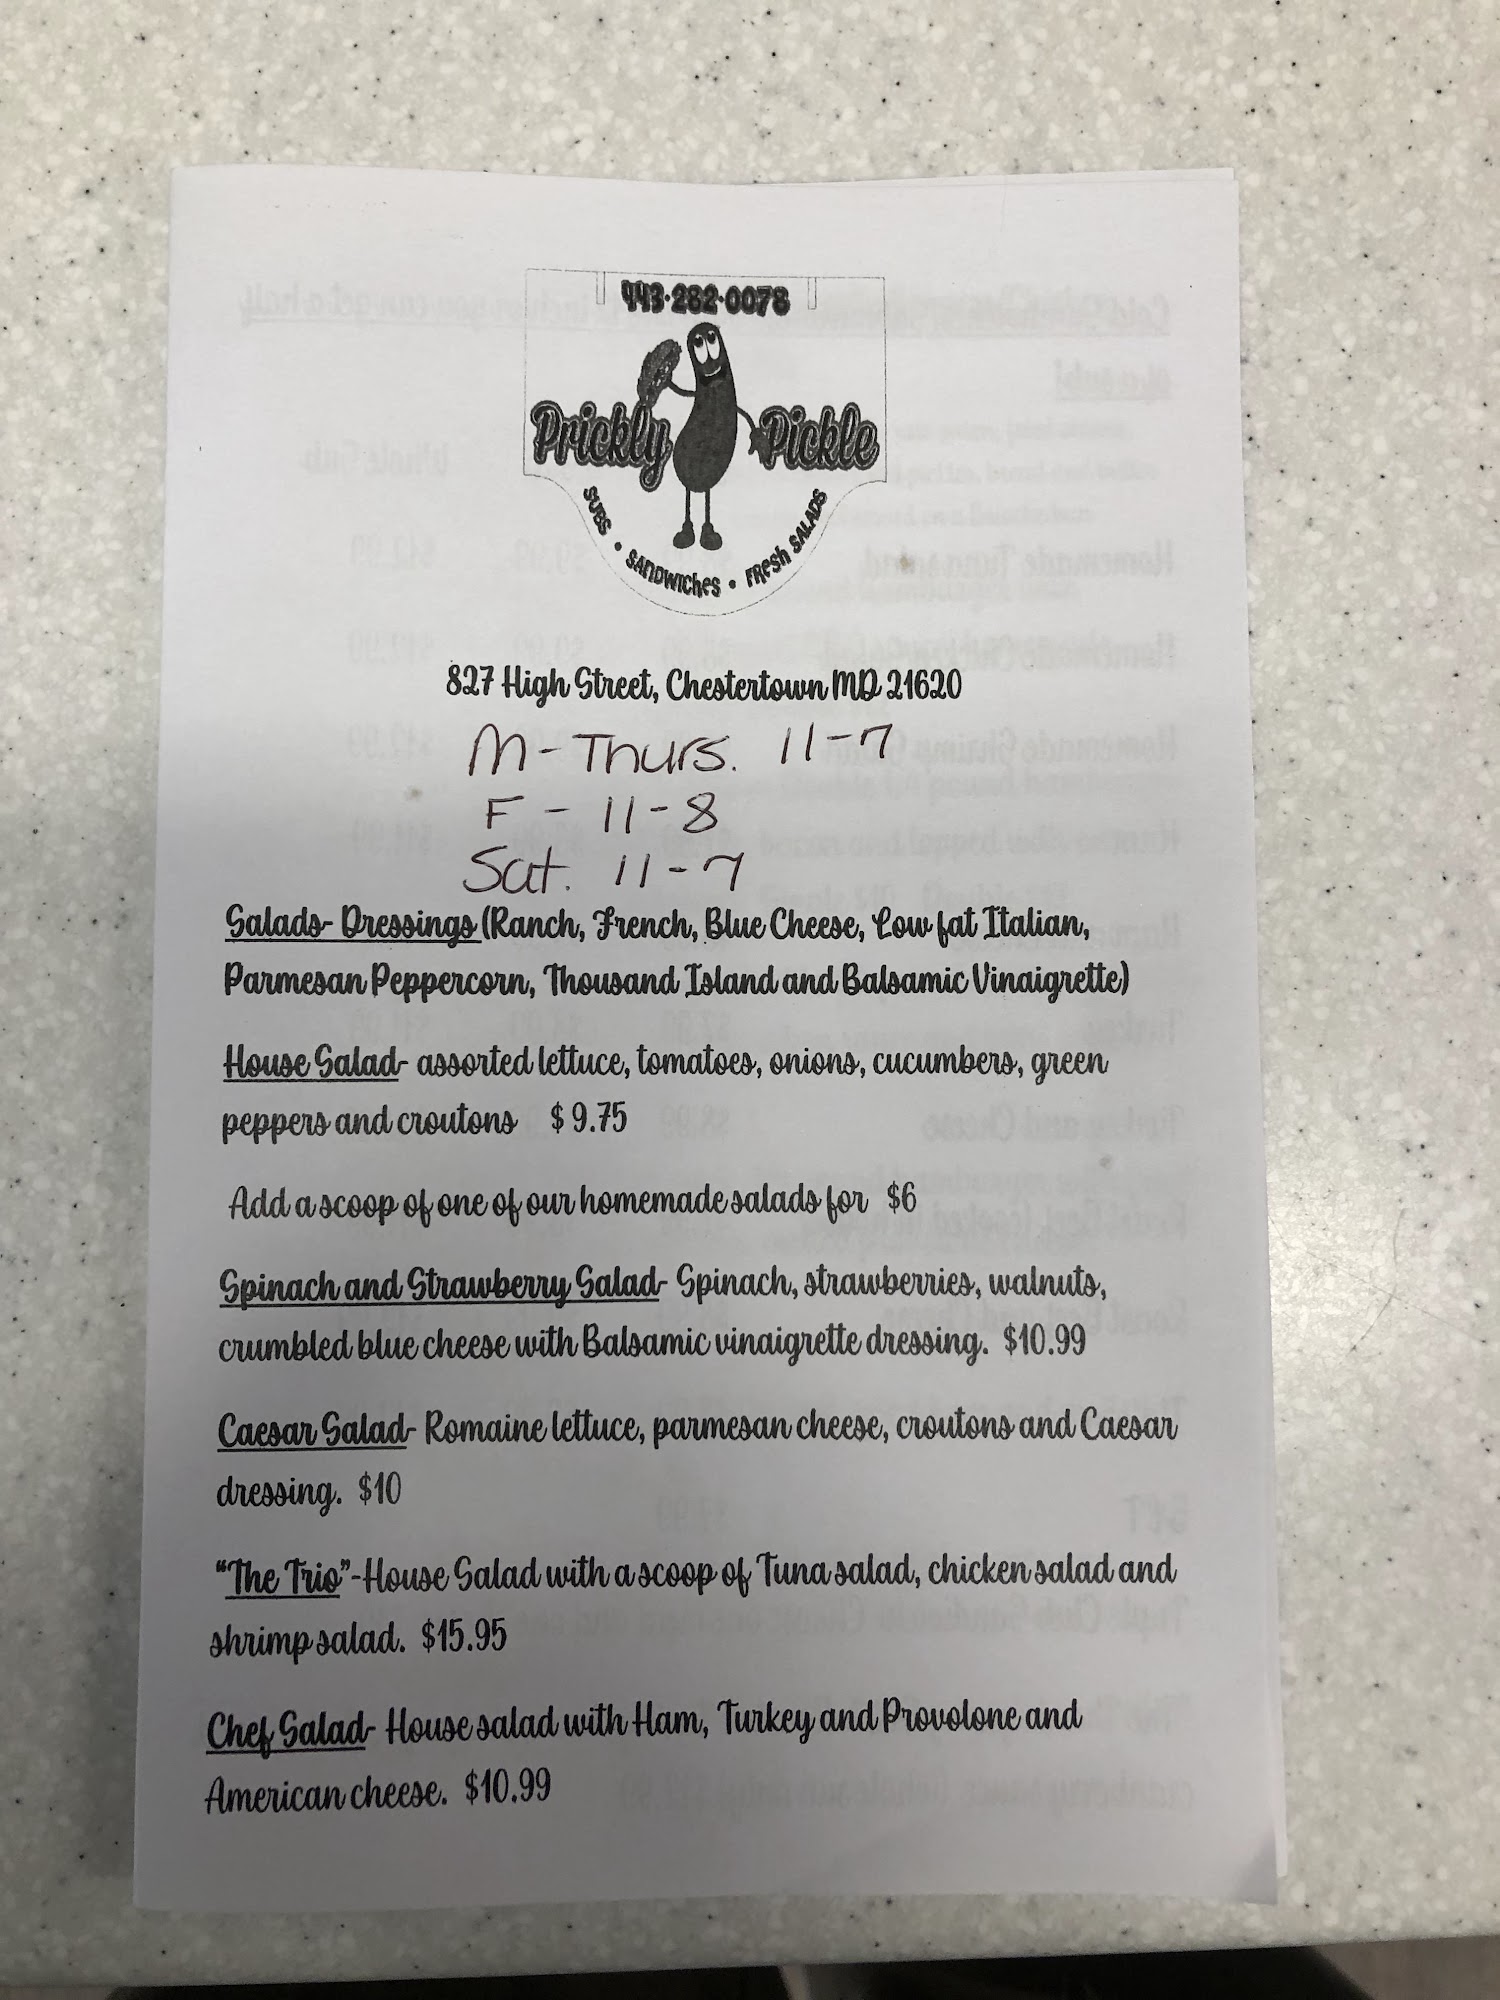 443·282·0078
Prickly Pickle
SUBS • SANDWICHES • FRESH SALADS
827 High Street, Chestertown MD 21620
M - Thurs. 11-7
F - 11-8
Sat. 11-7
Salads- Dressings (Ranch, French, Blue Cheese, Low fat Italian,
Parmesan Peppercorn, Thousand Island and Balsamic Vinaigrette)
House Salad- assorted lettuce, tomatoes, onions, cucumbers, green
peppers and croutons $ 9.75
Add a scoop of one of our homemade salads for $6
Spinach and Strawberry Salad- Spinach, strawberries, walnuts,
crumbled blue cheese with Balsamic vinaigrette dressing. $10.99
Caesar Salad- Romaine lettuce, parmesan cheese, croutons and Caesar
dressing. $10
"The Trio"-House Salad with a scoop of Tuna salad, chicken salad and
shrimp salad. $15.95
Chef Salad- House salad with Ham, Turkey and Provolone and
American cheese. $10.99